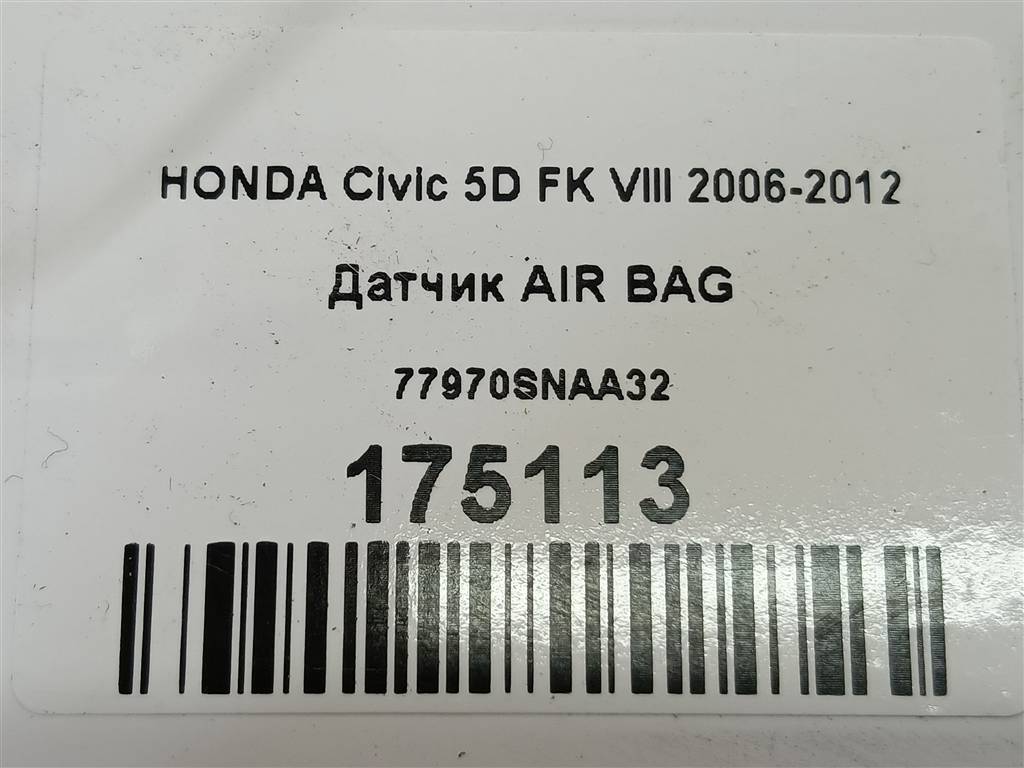 HONDA Civic 5D FK VIII 2006-2012
Датчик AIR BAG
77970SNAA32
175113